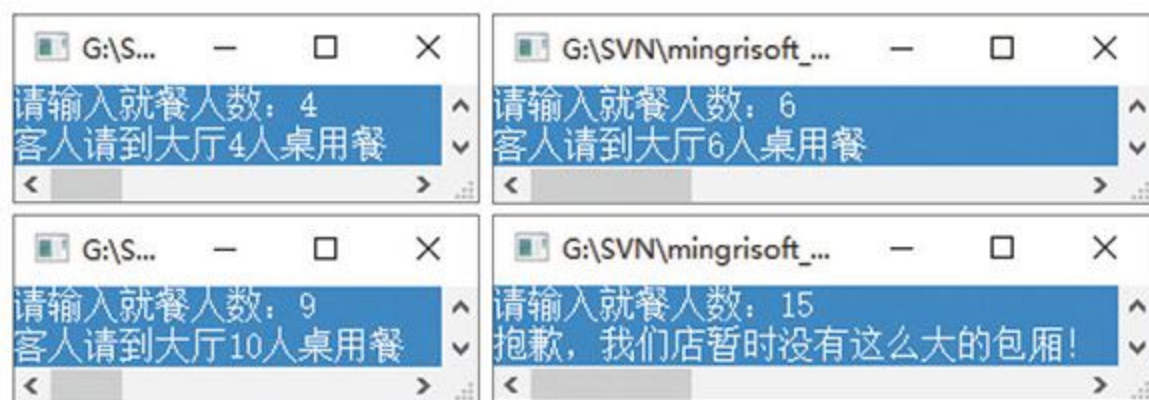 G:\S...
请输入就餐人数：4
客人请到大厅4人桌用餐
G:\SVN\mingrisoft_...
请输入就餐人数：6
客人请到大厅6人桌用餐
G:\S...
请输入就餐人数：9
客人请到大厅10人桌用餐
G:\SVN\mingrisoft_...
请输入就餐人数：15
抱歉，我们店暂时没有这么大的包厢！